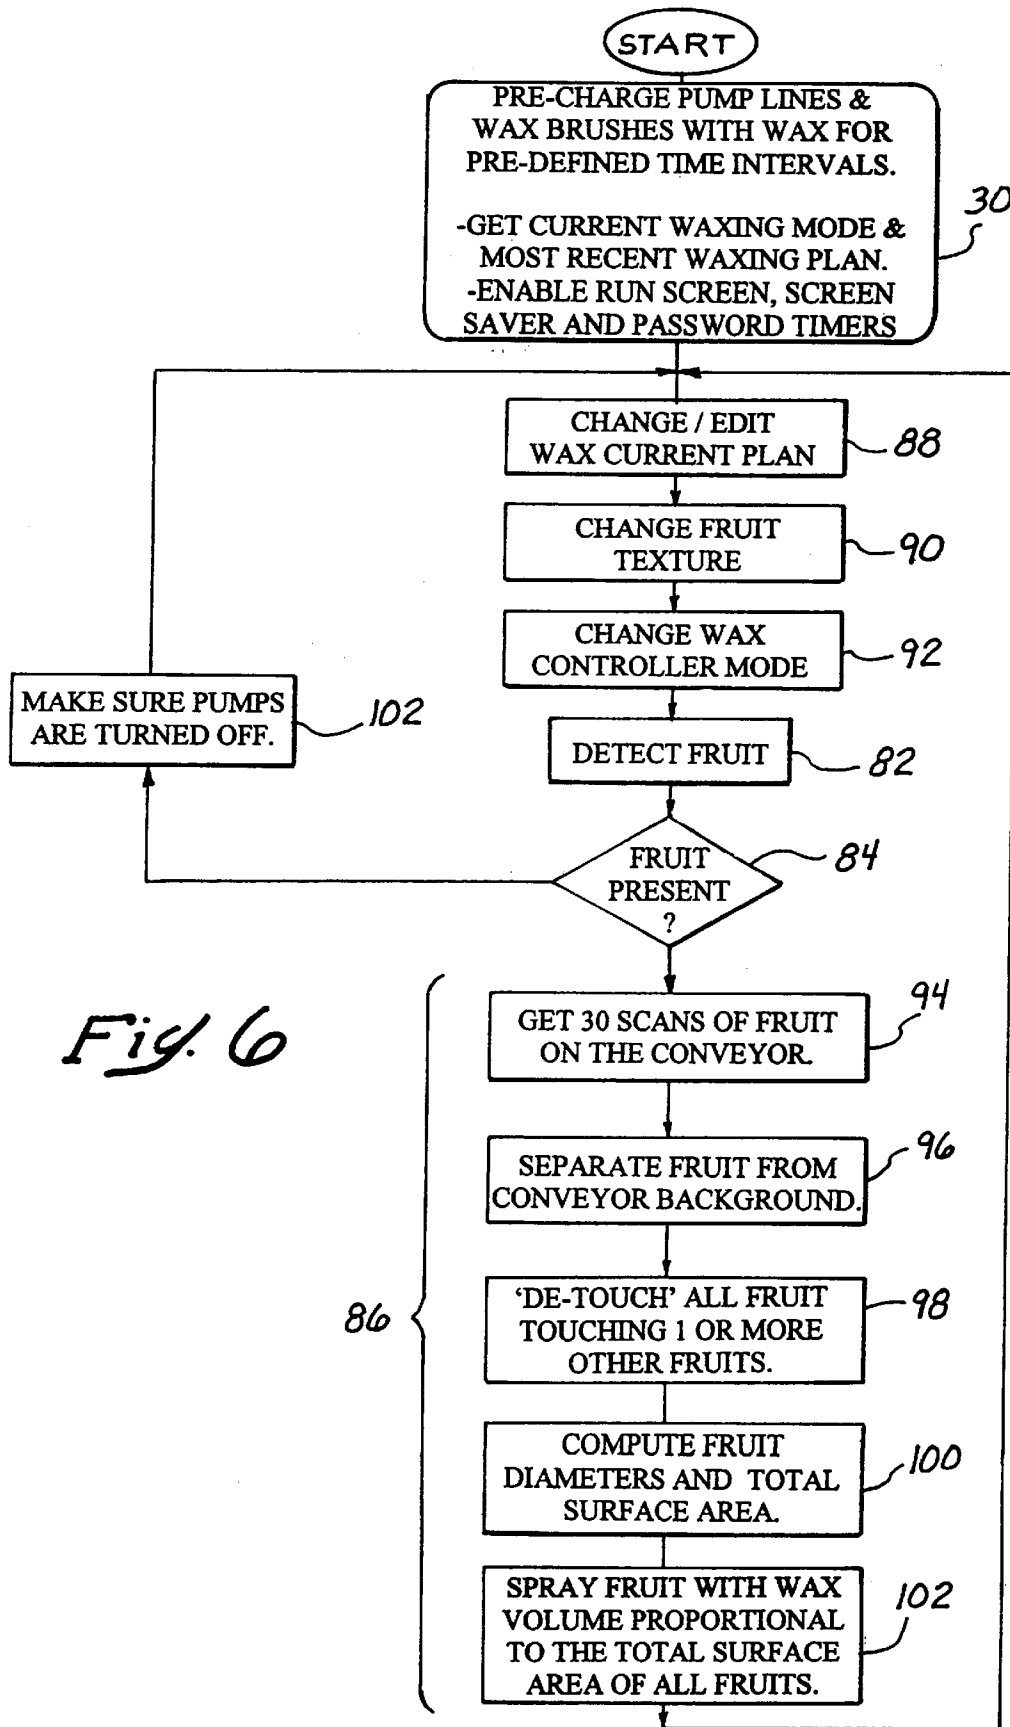 START
PRE-CHARGE PUMP LINES &
WAX BRUSHES WITH WAX FOR
PRE-DEFINED TIME INTERVALS.
-GET CURRENT WAXING MODE &
MOST RECENT WAXING PLAN.
-ENABLE RUN SCREEN, SCREEN
SAVER AND PASSWORD TIMERS
30
CHANGE / EDIT
WAX CURRENT PLAN
88
CHANGE FRUIT
TEXTURE
90
CHANGE WAX
CONTROLLER MODE
92
MAKE SURE PUMPS
ARE TURNED OFF.
102
DETECT FRUIT
82
FRUIT
PRESENT
?
84
Fig. 6
GET 30 SCANS OF FRUIT
ON THE CONVEYOR.
94
SEPARATE FRUIT FROM
CONVEYOR BACKGROUND.
96
'DE-TOUCH' ALL FRUIT
TOUCHING 1 OR MORE
OTHER FRUITS.
98
86
COMPUTE FRUIT
DIAMETERS AND TOTAL
SURFACE AREA.
100
SPRAY FRUIT WITH WAX
VOLUME PROPORTIONAL
TO THE TOTAL SURFACE
AREA OF ALL FRUITS.
102